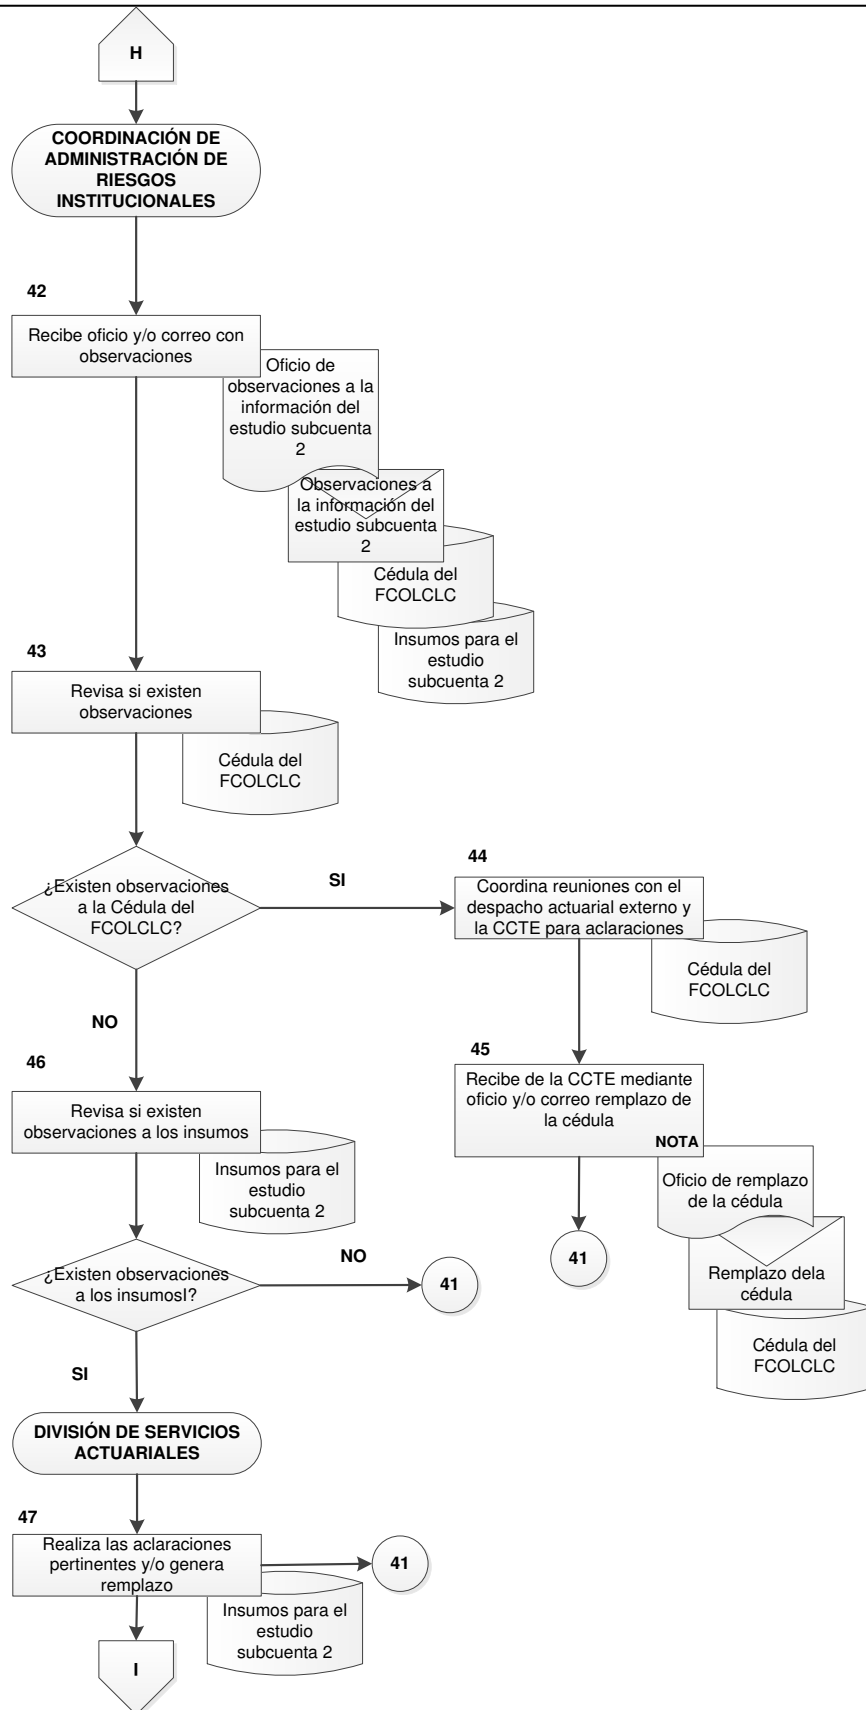 H
COORDINACIÓN DE
ADMINISTRACIÓN DE
RIESGOS
INSTITUCIONALES
42
Recibe oficio y/o correo con
observaciones
Oficio de
observaciones a la
información del
estudio subcuenta
2
Observaciones a
la información del
estudio subcuenta
2
Cédula del
FCOLCLC
Insumos para el
estudio
subcuenta 2
43
Revisa si existen
observaciones
Cédula del
FCOLCLC
¿Existen observaciones
a la Cédula del
FCOLCLC?
SI
44
Coordina reuniones con el
despacho actuarial externo y
la CCTE para aclaraciones
Cédula del
FCOLCLC
NO
45
Recibe de la CCTE mediante
oficio y/o correo remplazo de
la cédula
NOTA
Oficio de remplazo
de la cédula
Remplazo dela
cédula
Cédula del
FCOLCLC
41
46
Revisa si existen
observaciones a los insumos
Insumos para el
estudio
subcuenta 2
¿Existen observaciones
a los insumosI?
NO
41
SI
DIVISIÓN DE SERVICIOS
ACTUARIALES
47
Realiza las aclaraciones
pertinentes y/o genera
remplazo
41
Insumos para el
estudio
subcuenta 2
I